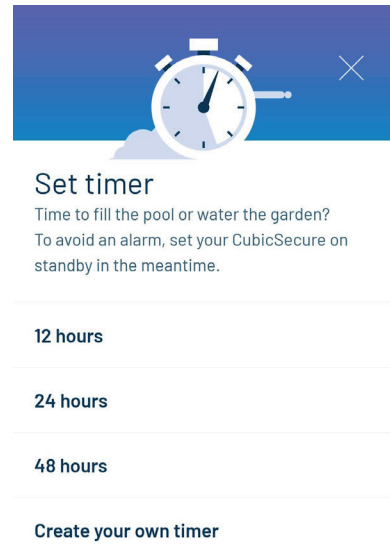 Set timer
Time to fill the pool or water the garden?
To avoid an alarm, set your CubicSecure on
standby in the meantime.
12 hours
24 hours
48 hours
Create your own timer